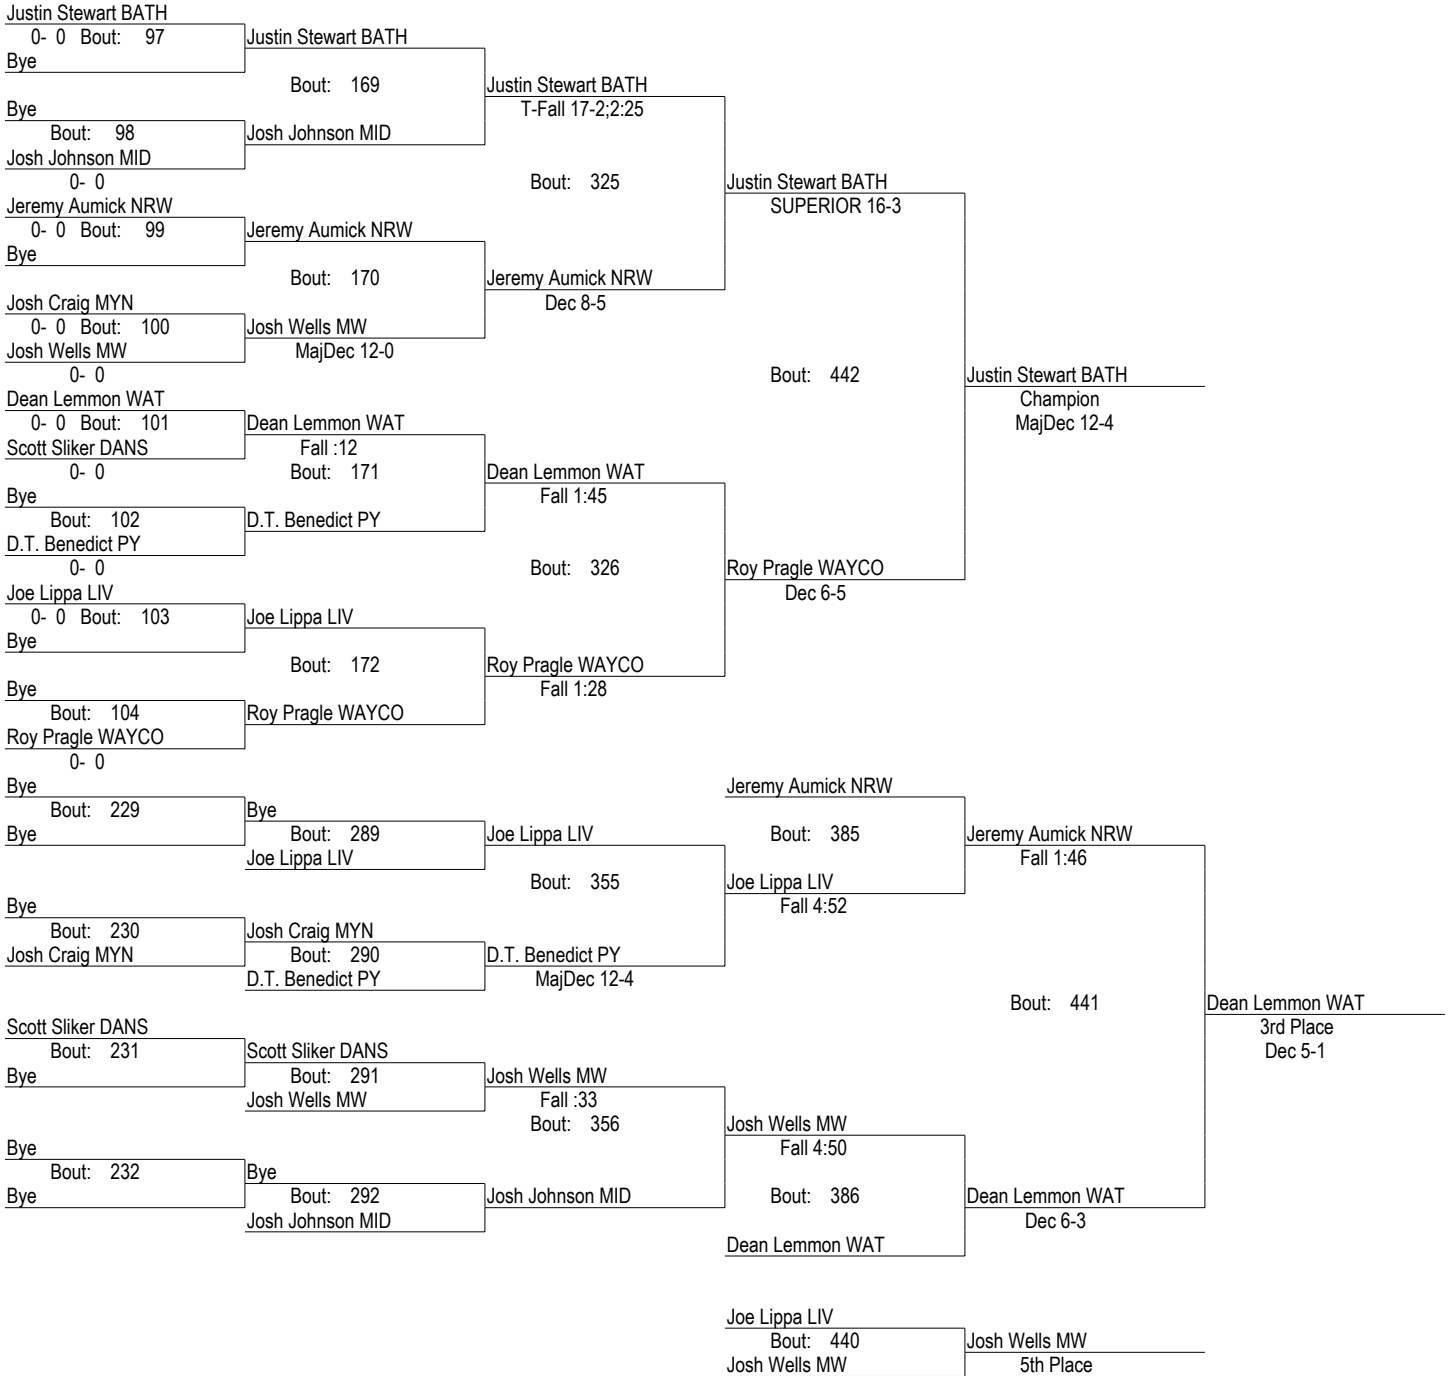 Justin Stewart BATH
0- 0 Bout: 97
Bye
Justin Stewart BATH
Bout: 169
Bye
Bout: 98
Josh Johnson MID
0- 0
Josh Johnson MID
Justin Stewart BATH
T-Fall 17-2;2:25
Bout: 325
Jeremy Aumick NRW
0- 0 Bout: 99
Bye
Jeremy Aumick NRW
Bout: 170
Josh Craig MYN
0- 0 Bout: 100
Josh Wells MW
0- 0
Josh Wells MW
MajDec 12-0
Jeremy Aumick NRW
Dec 8-5
Justin Stewart BATH
SUPERIOR 16-3
Bout: 442
Dean Lemmon WAT
0- 0 Bout: 101
Scott Sliker DANS
0- 0
Dean Lemmon WAT
Fall :12
Bout: 171
Bye
Bout: 102
D.T. Benedict PY
0- 0
D.T. Benedict PY
Dean Lemmon WAT
Fall 1:45
Bout: 326
Joe Lippa LIV
0- 0 Bout: 103
Bye
Joe Lippa LIV
Bout: 172
Bye
Bout: 104
Roy Pragle WAYCO
0- 0
Roy Pragle WAYCO
Roy Pragle WAYCO
Fall 1:28
Roy Pragle WAYCO
Dec 6-5
Justin Stewart BATH
Champion
MajDec 12-4
Bye
Bout: 229
Bye
Bye
Bout: 289
Joe Lippa LIV
Joe Lippa LIV
Bout: 355
Bye
Bout: 230
Josh Craig MYN
Josh Craig MYN
Bout: 290
D.T. Benedict PY
D.T. Benedict PY
MajDec 12-4
Jeremy Aumick NRW
Bout: 385
Joe Lippa LIV
Fall 4:52
Jeremy Aumick NRW
Fall 1:46
Bout: 441
Scott Sliker DANS
Bout: 231
Bye
Scott Sliker DANS
Bout: 291
Josh Wells MW
Josh Wells MW
Fall :33
Bout: 356
Bye
Bout: 232
Bye
Bye
Bout: 292
Josh Johnson MID
Josh Johnson MID
Josh Wells MW
Fall 4:50
Bout: 386
Dean Lemmon WAT
Dean Lemmon WAT
Dec 6-3
Dean Lemmon WAT
3rd Place
Dec 5-1
Joe Lippa LIV
Bout: 440
Josh Wells MW
Josh Wells MW
5th Place